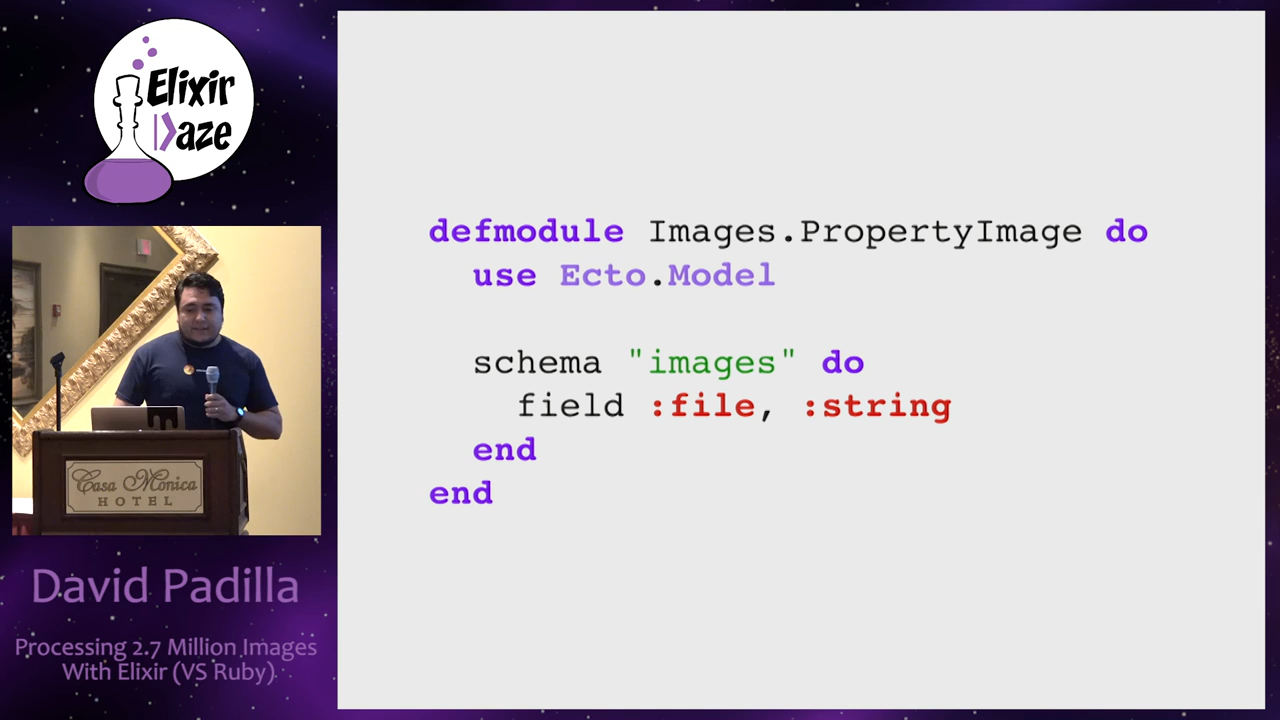 Elixir
Daze
defmodule Images.PropertyImage do
  use Ecto.Model

  schema "images" do
    field :file, :string
  end
end
Casa Monica
HOTEL
David Padilla
Processing 2.7 Million Images
With Elixir (VS Ruby)